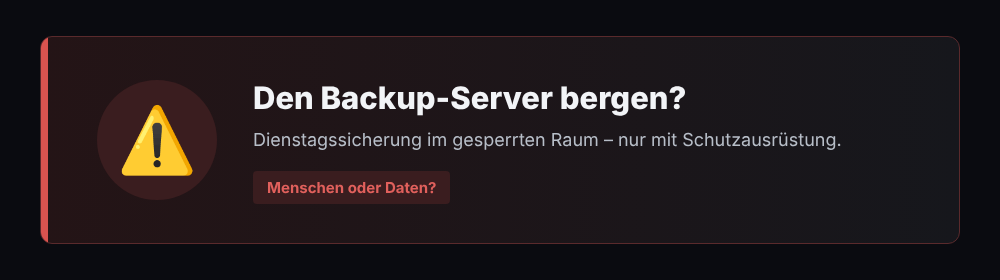 Den Backup-Server bergen?
Dienstagssicherung im gesperrten Raum – nur mit Schutzausrüstung.
Menschen oder Daten?